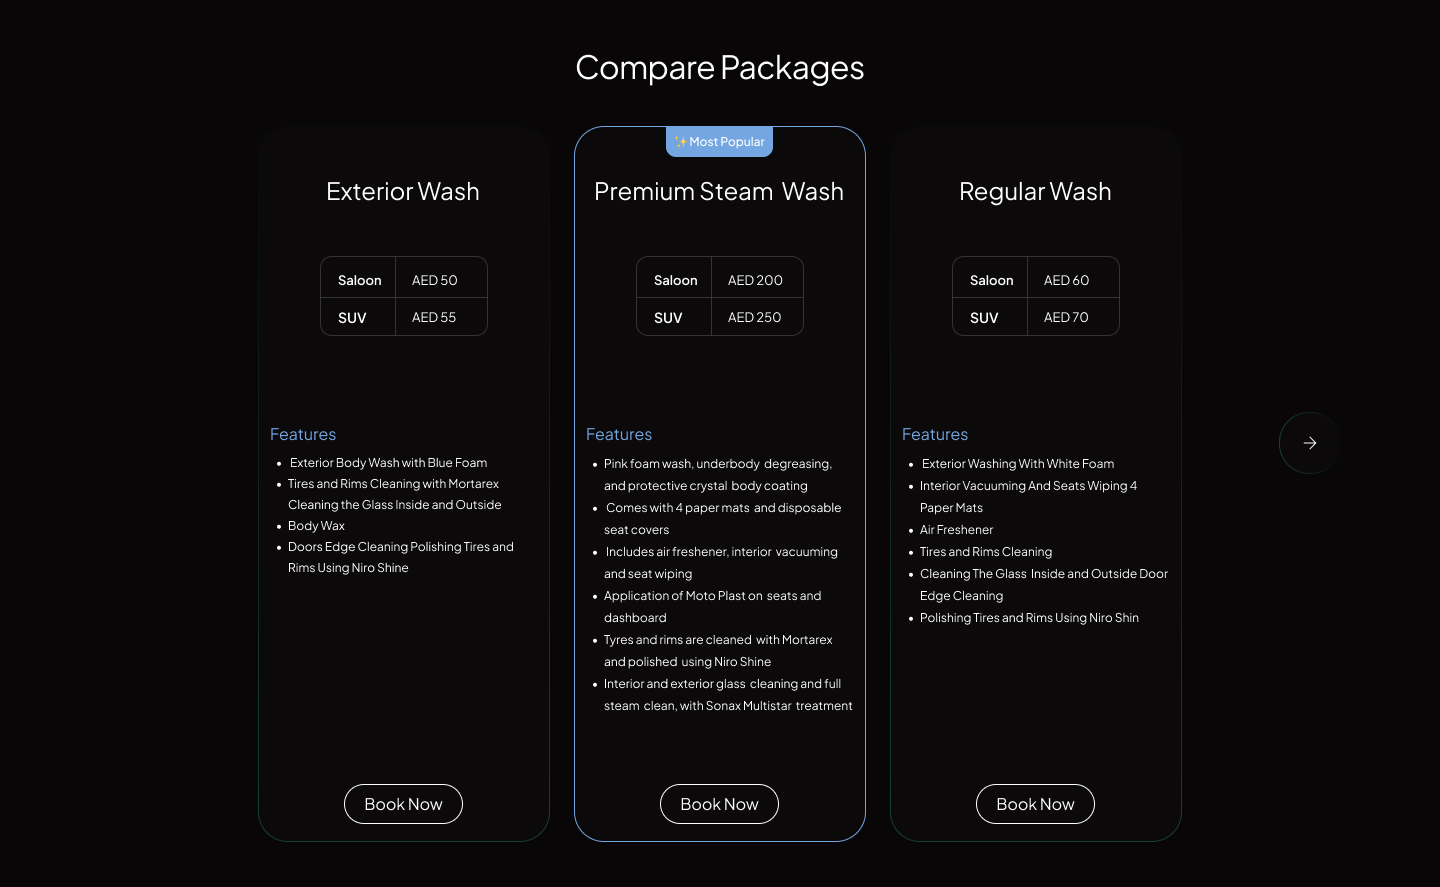 Compare Packages
✨ Most Popular
Exterior Wash
Saloon AED 50
SUV AED 55
Features
• Exterior Body Wash with Blue Foam
• Tires and Rims Cleaning with Mortarex
Cleaning the Glass Inside and Outside
• Body Wax
• Doors Edge Cleaning Polishing Tires and
Rims Using Niro Shine
Book Now
Premium Steam Wash
Saloon AED 200
SUV AED 250
Features
• Pink foam wash, underbody degreasing,
and protective crystal body coating
• Comes with 4 paper mats and disposable
seat covers
• Includes air freshener, interior vacuuming
and seat wiping
• Application of Moto Plast on seats and
dashboard
• Tyres and rims are cleaned with Mortarex
and polished using Niro Shine
• Interior and exterior glass cleaning and full
steam clean, with Sonax Multistar treatment
Book Now
Regular Wash
Saloon AED 60
SUV AED 70
Features
• Exterior Washing With White Foam
• Interior Vacuuming And Seats Wiping 4
Paper Mats
• Air Freshener
• Tires and Rims Cleaning
• Cleaning The Glass Inside and Outside Door
Edge Cleaning
• Polishing Tires and Rims Using Niro Shin
Book Now